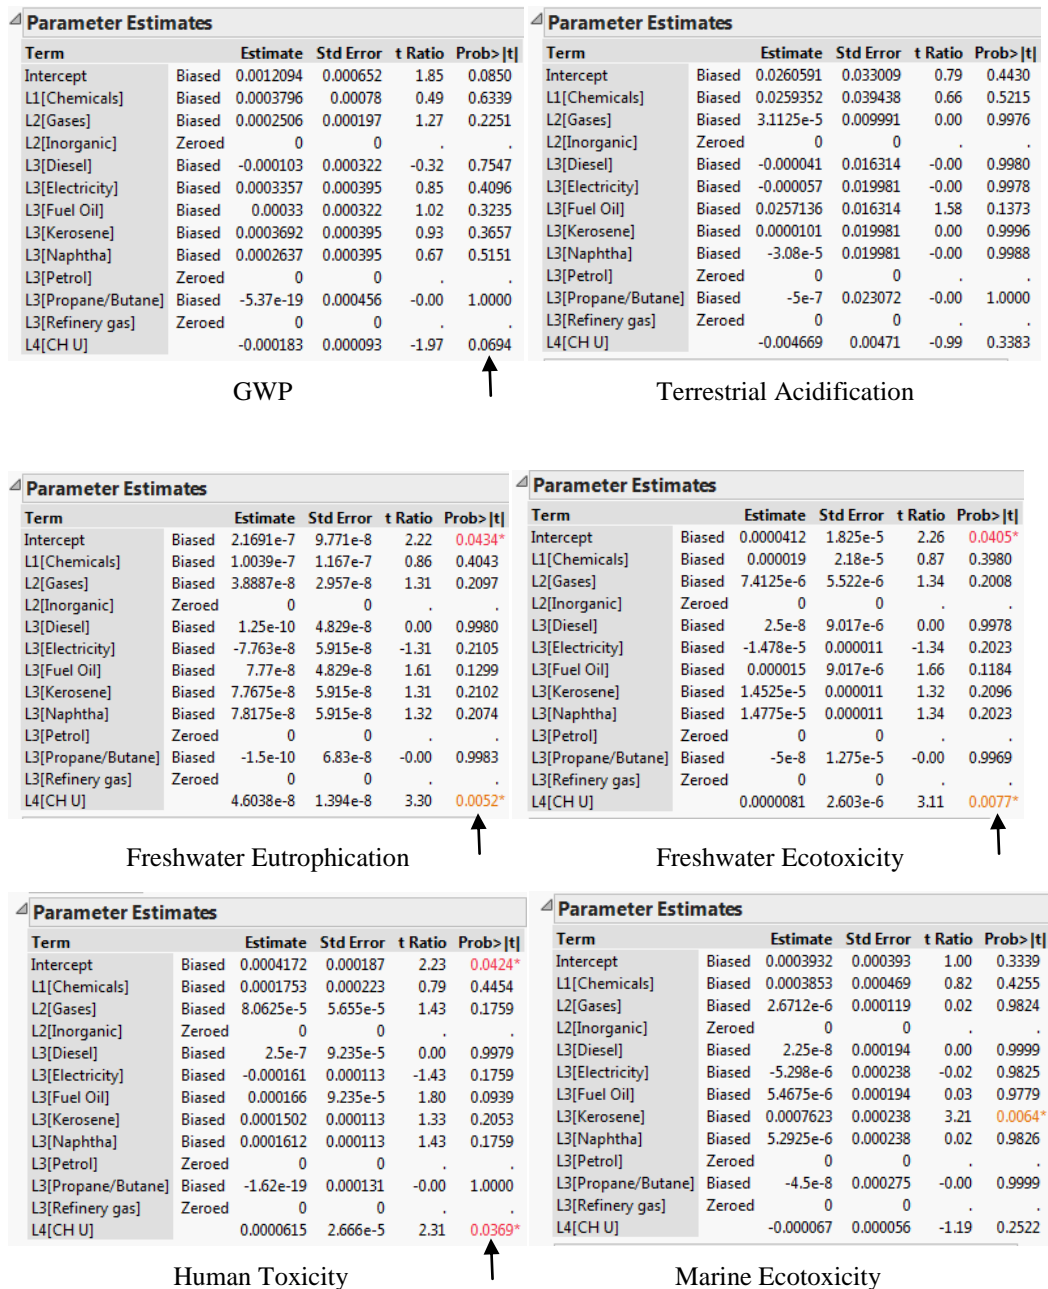 Parameter Estimates
Term Estimate Std Error t Ratio Prob>|t|
Intercept Biased 0.0012094 0.000652 1.85 0.0850
L1[Chemicals] Biased 0.0003796 0.00078 0.49 0.6339
L2[Gases] Biased 0.0002506 0.000197 1.27 0.2251
L2[Inorganic] Zeroed 0 0 . .
L3[Diesel] Biased -0.000103 0.000322 -0.32 0.7547
L3[Electricity] Biased 0.0003357 0.000395 0.85 0.4096
L3[Fuel Oil] Biased 0.00033 0.000322 1.02 0.3235
L3[Kerosene] Biased 0.0003692 0.000395 0.93 0.3657
L3[Naphtha] Biased 0.0002637 0.000395 0.67 0.5151
L3[Petrol] Zeroed 0 0 . .
L3[Propane/Butane] Biased -5.37e-19 0.000456 -0.00 1.0000
L3[Refinery gas] Zeroed 0 0 . .
L4[CH U] -0.000183 0.000093 -1.97 0.0694
GWP
Parameter Estimates
Term Estimate Std Error t Ratio Prob>|t|
Intercept Biased 0.0260591 0.033009 0.79 0.4430
L1[Chemicals] Biased 0.0259352 0.039438 0.66 0.5215
L2[Gases] Biased 3.1125e-5 0.009991 0.00 0.9976
L2[Inorganic] Zeroed 0 0 . .
L3[Diesel] Biased -0.000041 0.016314 -0.00 0.9980
L3[Electricity] Biased -0.000057 0.019981 -0.00 0.9978
L3[Fuel Oil] Biased 0.0257136 0.016314 1.58 0.1373
L3[Kerosene] Biased 0.0000101 0.019981 0.00 0.9996
L3[Naphtha] Biased -3.08e-5 0.019981 -0.00 0.9988
L3[Petrol] Zeroed 0 0 . .
L3[Propane/Butane] Biased -5e-7 0.023072 -0.00 1.0000
L3[Refinery gas] Zeroed 0 0 . .
L4[CH U] -0.004669 0.00471 -0.99 0.3383
Terrestrial Acidification
Parameter Estimates
Term Estimate Std Error t Ratio Prob>|t|
Intercept Biased 2.1691e-7 9.771e-8 2.22 0.0434*
L1[Chemicals] Biased 1.0039e-7 1.167e-7 0.86 0.4043
L2[Gases] Biased 3.8887e-8 2.957e-8 1.31 0.2097
L2[Inorganic] Zeroed 0 0 . .
L3[Diesel] Biased 1.25e-10 4.829e-8 0.00 0.9980
L3[Electricity] Biased -7.763e-8 5.915e-8 -1.31 0.2105
L3[Fuel Oil] Biased 7.77e-8 4.829e-8 1.61 0.1299
L3[Kerosene] Biased 7.7675e-8 5.915e-8 1.31 0.2102
L3[Naphtha] Biased 7.8175e-8 5.915e-8 1.32 0.2074
L3[Petrol] Zeroed 0 0 . .
L3[Propane/Butane] Biased -1.5e-10 6.83e-8 -0.00 0.9983
L3[Refinery gas] Zeroed 0 0 . .
L4[CH U] 4.6038e-8 1.394e-8 3.30 0.0052*
Freshwater Eutrophication
Parameter Estimates
Term Estimate Std Error t Ratio Prob>|t|
Intercept Biased 0.0000412 1.825e-5 2.26 0.0405*
L1[Chemicals] Biased 0.000019 2.18e-5 0.87 0.3980
L2[Gases] Biased 7.4125e-6 5.522e-6 1.34 0.2008
L2[Inorganic] Zeroed 0 0 . .
L3[Diesel] Biased 2.5e-8 9.017e-6 0.00 0.9978
L3[Electricity] Biased -1.478e-5 0.000011 -1.34 0.2023
L3[Fuel Oil] Biased 0.000015 9.017e-6 1.66 0.1184
L3[Kerosene] Biased 1.4525e-5 0.000011 1.32 0.2096
L3[Naphtha] Biased 1.4775e-5 0.000011 1.34 0.2023
L3[Petrol] Zeroed 0 0 . .
L3[Propane/Butane] Biased -5e-8 1.275e-5 -0.00 0.9969
L3[Refinery gas] Zeroed 0 0 . .
L4[CH U] 0.0000081 2.603e-6 3.11 0.0077*
Freshwater Ecotoxicity
Parameter Estimates
Term Estimate Std Error t Ratio Prob>|t|
Intercept Biased 0.0004172 0.000187 2.23 0.0424*
L1[Chemicals] Biased 0.0001753 0.000223 0.79 0.4454
L2[Gases] Biased 8.0625e-5 5.655e-5 1.43 0.1759
L2[Inorganic] Zeroed 0 0 . .
L3[Diesel] Biased 2.5e-7 9.235e-5 0.00 0.9979
L3[Electricity] Biased -0.000161 0.000113 -1.43 0.1759
L3[Fuel Oil] Biased 0.000166 9.235e-5 1.80 0.0939
L3[Kerosene] Biased 0.0001502 0.000113 1.33 0.2053
L3[Naphtha] Biased 0.0001612 0.000113 1.43 0.1759
L3[Petrol] Zeroed 0 0 . .
L3[Propane/Butane] Biased -1.62e-19 0.000131 -0.00 1.0000
L3[Refinery gas] Zeroed 0 0 . .
L4[CH U] 0.0000615 2.666e-5 2.31 0.0369*
Human Toxicity
Parameter Estimates
Term Estimate Std Error t Ratio Prob>|t|
Intercept Biased 0.0003932 0.000393 1.00 0.3339
L1[Chemicals] Biased 0.0003853 0.000469 0.82 0.4255
L2[Gases] Biased 2.6712e-6 0.000119 0.02 0.9824
L2[Inorganic] Zeroed 0 0 . .
L3[Diesel] Biased 2.25e-8 0.000194 0.00 0.9999
L3[Electricity] Biased -5.298e-6 0.000238 -0.02 0.9825
L3[Fuel Oil] Biased 5.4675e-6 0.000194 0.03 0.9779
L3[Kerosene] Biased 0.0007623 0.000238 3.21 0.0064*
L3[Naphtha] Biased 5.2925e-6 0.000238 0.02 0.9826
L3[Petrol] Zeroed 0 0 . .
L3[Propane/Butane] Biased -4.5e-8 0.000275 -0.00 0.9999
L3[Refinery gas] Zeroed 0 0 . .
L4[CH U] -0.000067 0.000056 -1.19 0.2522
Marine Ecotoxicity